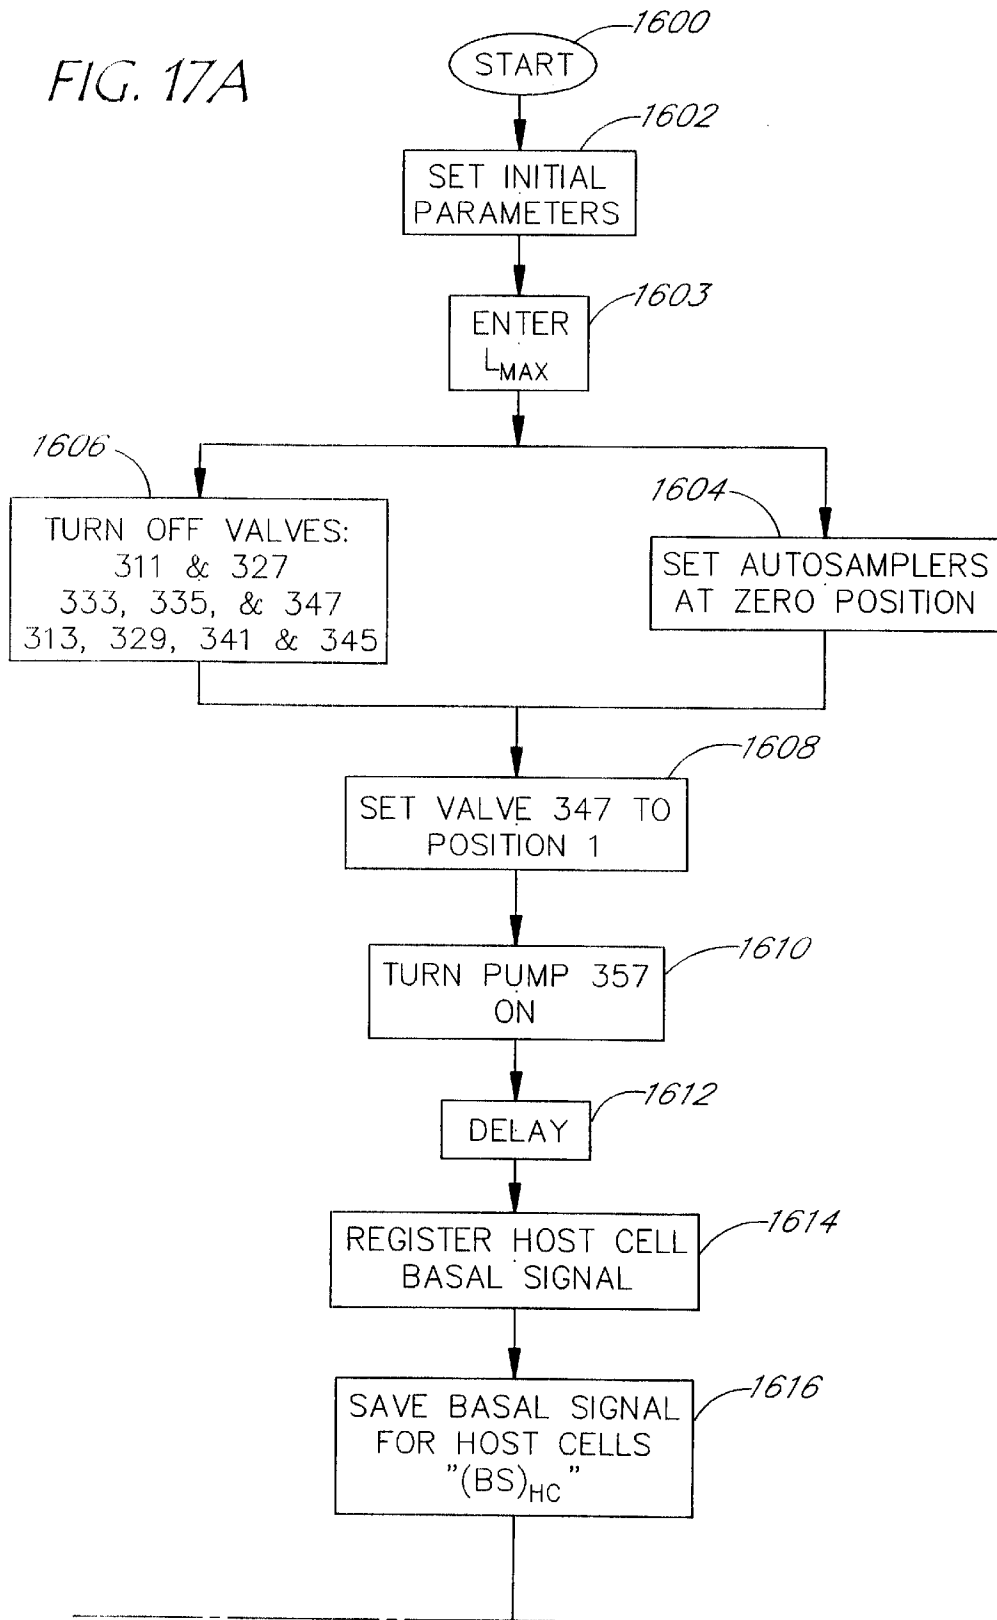 FIG. 17A
1600
START
1602
SET INITIAL
PARAMETERS
1603
ENTER
LMAX
1606
TURN OFF VALVES:
311 & 327
333, 335, & 347
313, 329, 341 & 345
1604
SET AUTOSAMPLERS
AT ZERO POSITION
1608
SET VALVE 347 TO
POSITION 1
1610
TURN PUMP 357
ON
1612
DELAY
1614
REGISTER HOST CELL
BASAL SIGNAL
1616
SAVE BASAL SIGNAL
FOR HOST CELLS
"(BS)HC"